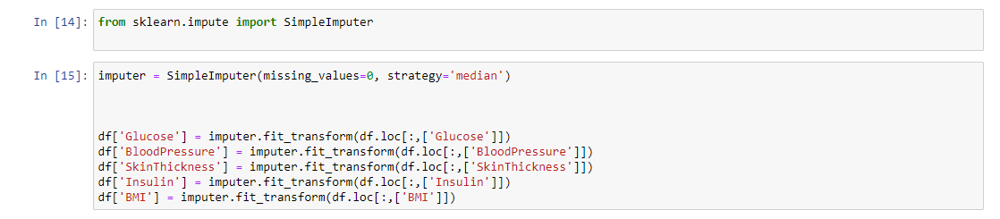 In [14]: from sklearn.impute import SimpleImputer
In [15]: imputer = SimpleImputer(missing_values=0, strategy='median')
df['Glucose'] = imputer.fit_transform(df.loc[:,['Glucose']])
df['BloodPressure'] = imputer.fit_transform(df.loc[:,['BloodPressure']])
df['SkinThickness'] = imputer.fit_transform(df.loc[:,['SkinThickness']])
df['Insulin'] = imputer.fit_transform(df.loc[:,['Insulin']])
df['BMI'] = imputer.fit_transform(df.loc[:,['BMI']])